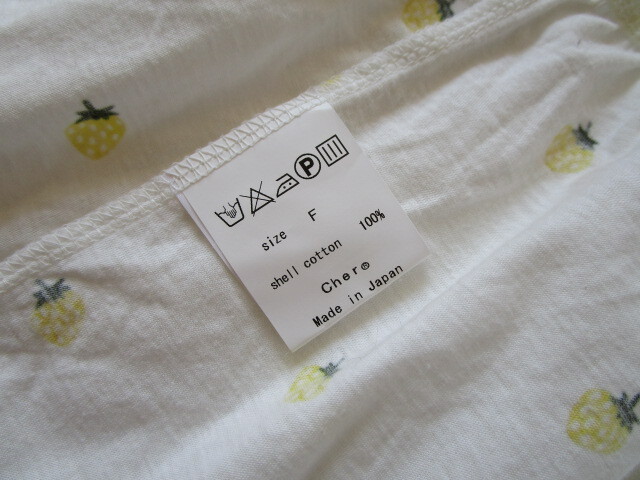 P
size F
shell cotton 100%
Cher®
Made in Japan